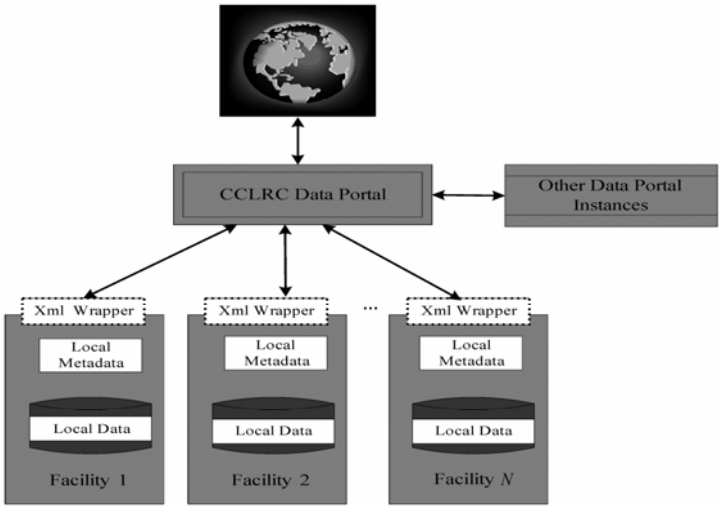 CCLRC Data Portal
Other Data Portal
Instances
Xml Wrapper
Xml Wrapper
...
Xml Wrapper
Local
Metadata
Local
Metadata
Local
Metadata
Local Data
Local Data
Local Data
Facility 1
Facility 2
Facility N